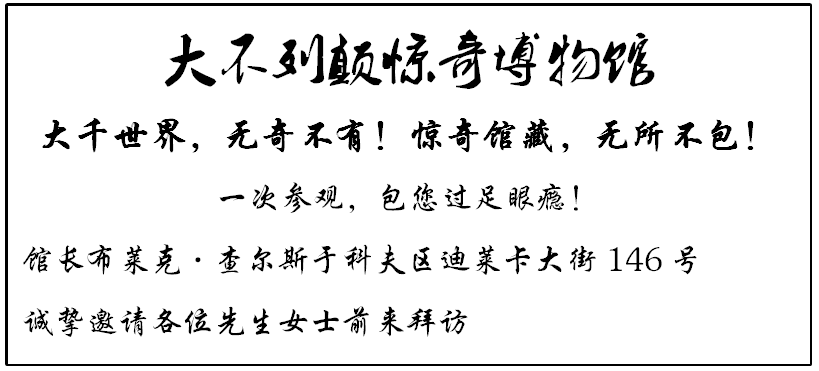 大不列颠惊奇博物馆
大千世界，无奇不有！惊奇馆藏，无所不包！
一次参观，包您过足眼瘾！
馆长布莱克·查尔斯于科夫区迪莱卡大街 146 号
诚挚邀请各位先生女士前来拜访